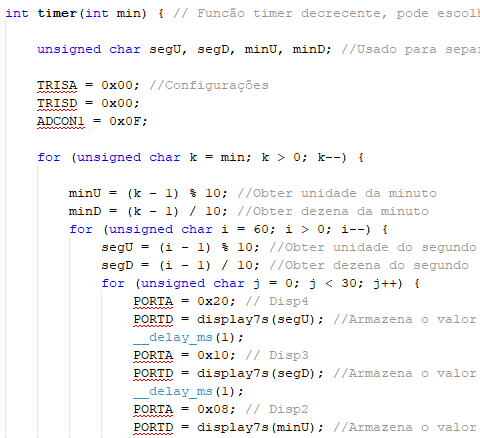 int timer(int min) { // Funcão timer decrecente, pode escol
unsigned char segU, segD, minU, minD; //Usado para separ
TRISA = 0x00; //Configurações
TRISD = 0x00;
ADCON1 = 0x0F;
for (unsigned char k = min; k > 0; k--) {
minU = (k - 1) % 10; //Obter unidade da minuto
minD = (k - 1) / 10; //Obter dezena da minuto
for (unsigned char i = 60; i > 0; i--) {
segU = (i - 1) % 10; //Obter unidade do segundo
segD = (i - 1) / 10; //Obter dezena do segundo
for (unsigned char j = 0; j < 30; j++) {
PORTA = 0x20; // Disp4
PORTD = display7s(segU); //Armazena o valor
__delay_ms(1);
PORTA = 0x10; // Disp3
PORTD = display7s(segD); //Armazena o valor
__delay_ms(1);
PORTA = 0x08; // Disp2
PORTD = display7s(minU); //Armazena o valor